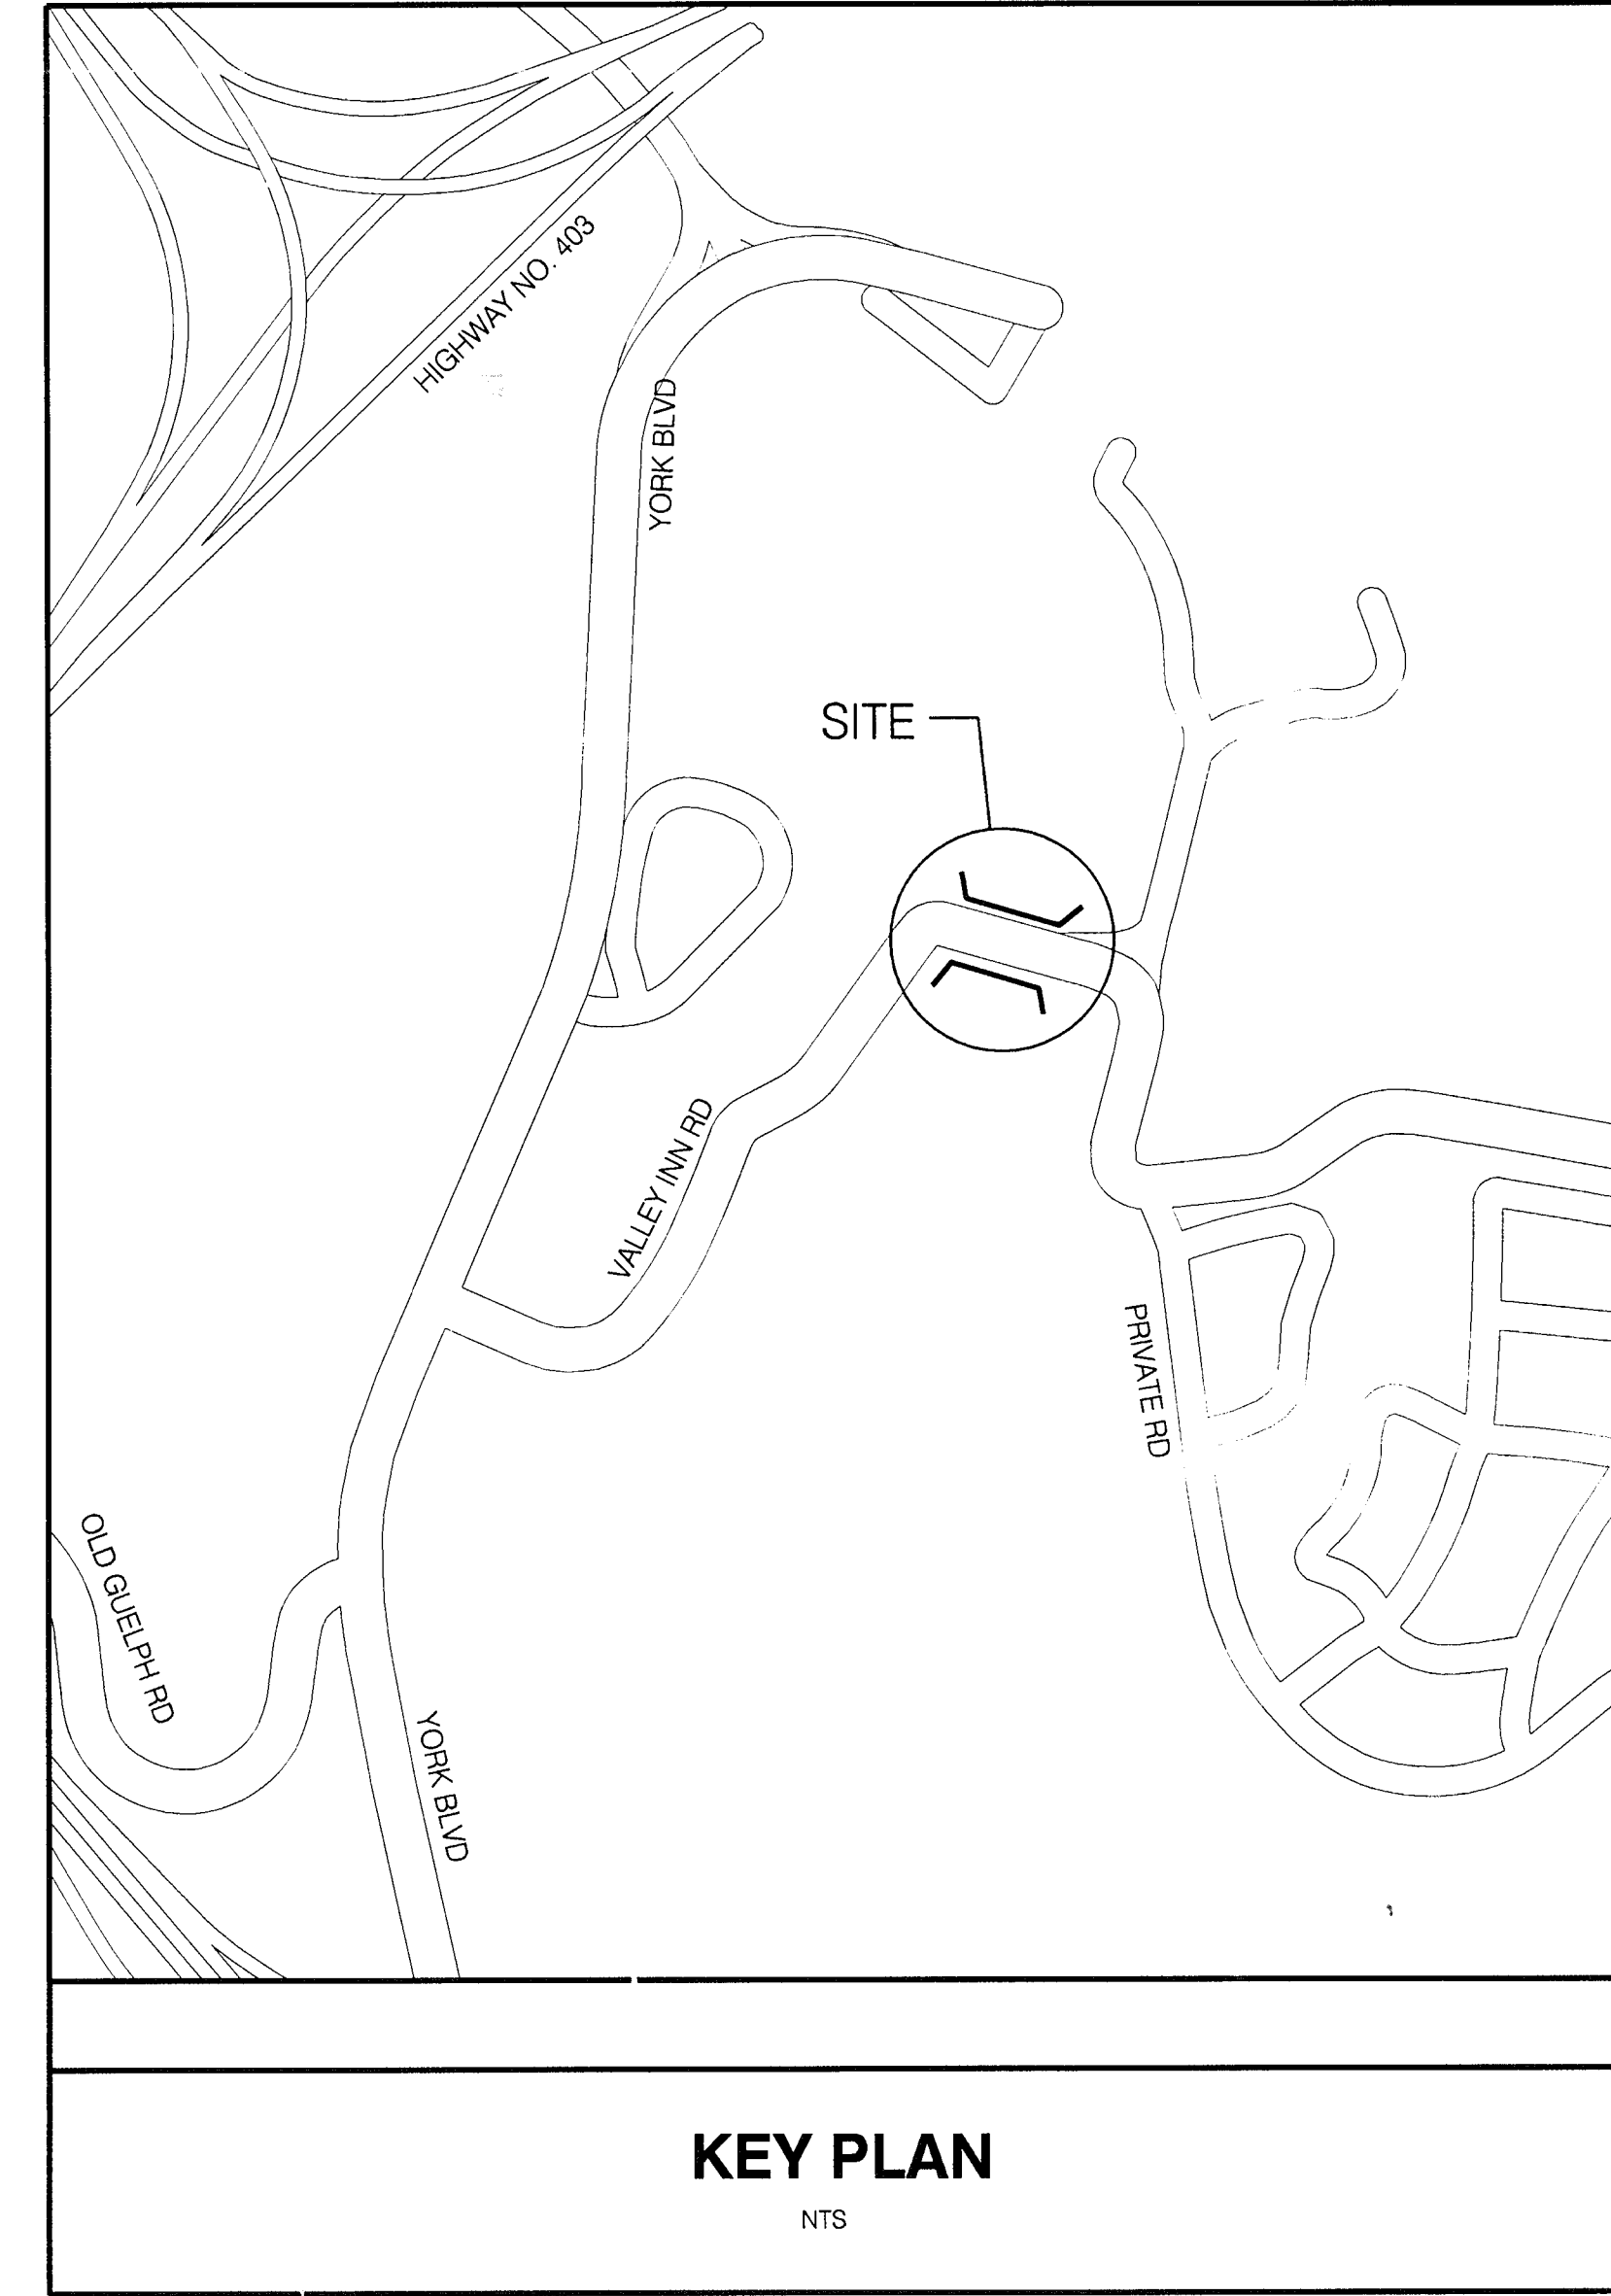 HIGHWAY NO. 403
YORK BLVD
SITE
VALLEY INN RD
PRIVATE RD
OLD GUELPH RD
YORK BLVD
KEY PLAN
NTS